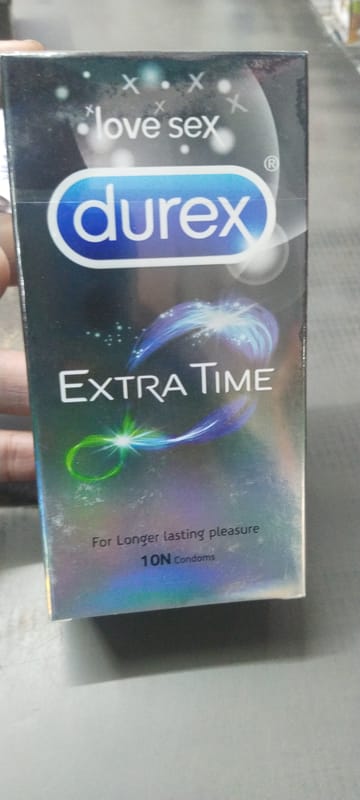 love sex
durex®
EXTRA TIME
For Longer lasting pleasure
10N Condoms